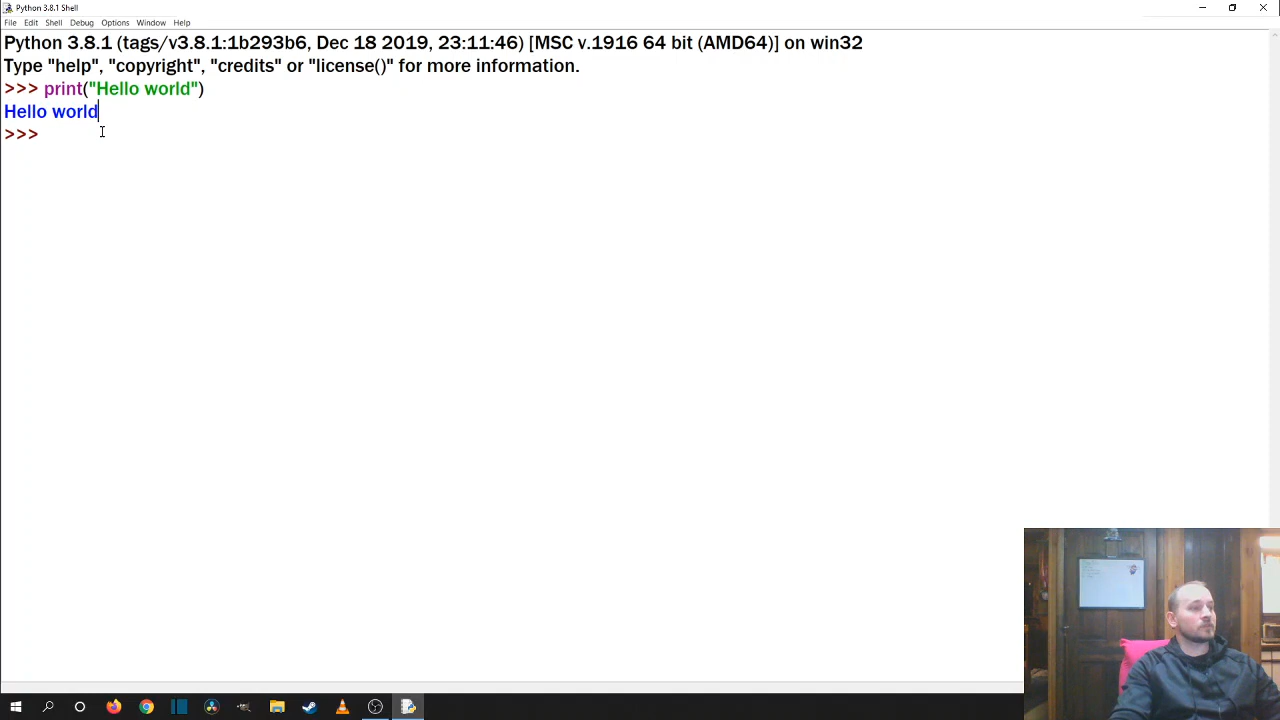 Python 3.8.1 Shell
File Edit Shell Debug Options Window Help
Python 3.8.1 (tags/v3.8.1:1b293b6, Dec 18 2019, 23:11:46) [MSC v.1916 64 bit (AMD64)] on win32
Type "help", "copyright", "credits" or "license()" for more information.
>>> print("Hello world")
Hello world
>>>